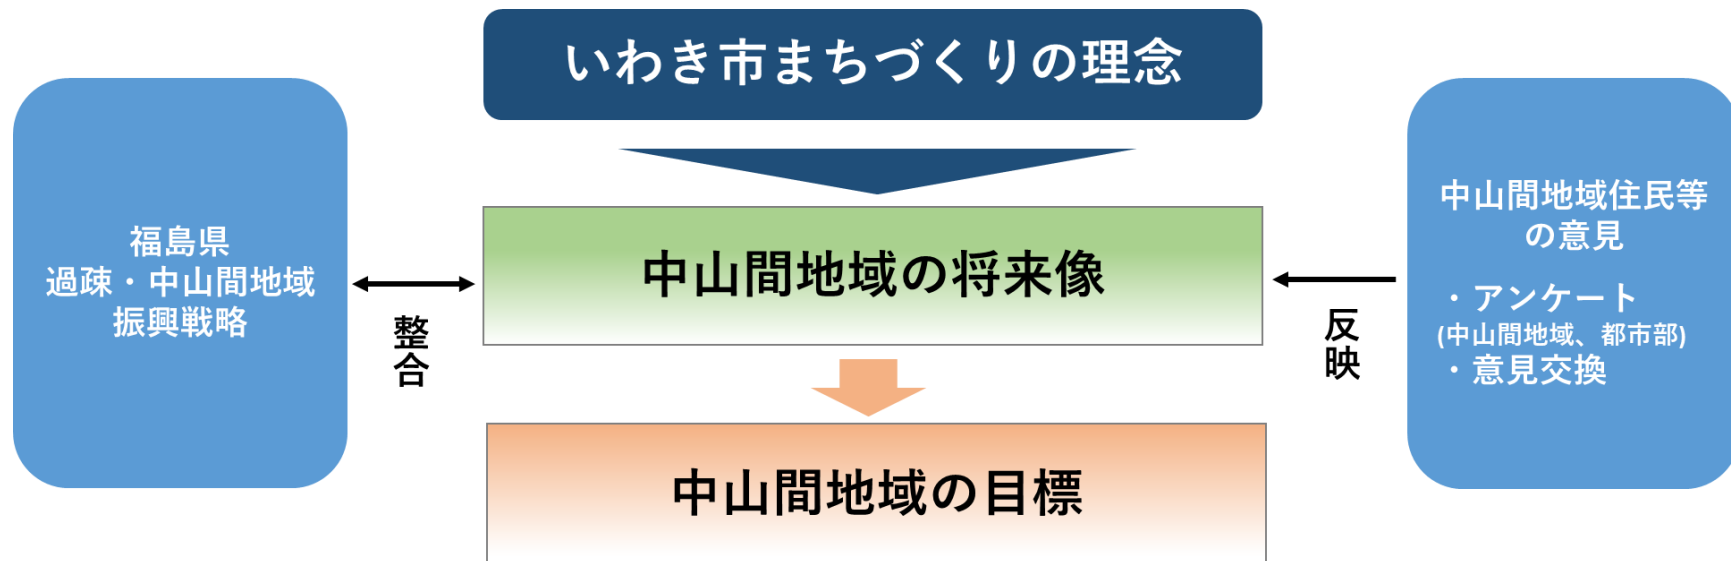 いわき市まちづくりの理念
福島県
過疎・中山間地域
振興戦略
整合
中山間地域の将来像
反映
中山間地域住民等
の意見
・アンケート
(中山間地域、都市部)
・意見交換
中山間地域の目標